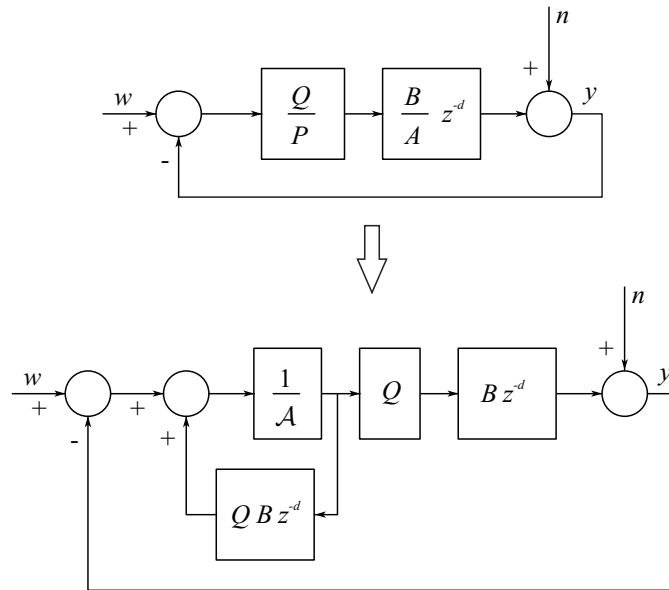 n
+
w
+
-
Q
P
B
A
z^{-d}
y
n
+
w
+
-
+
+
1
𝒜
Q
B z^{-d}
y
Q B z^{-d}